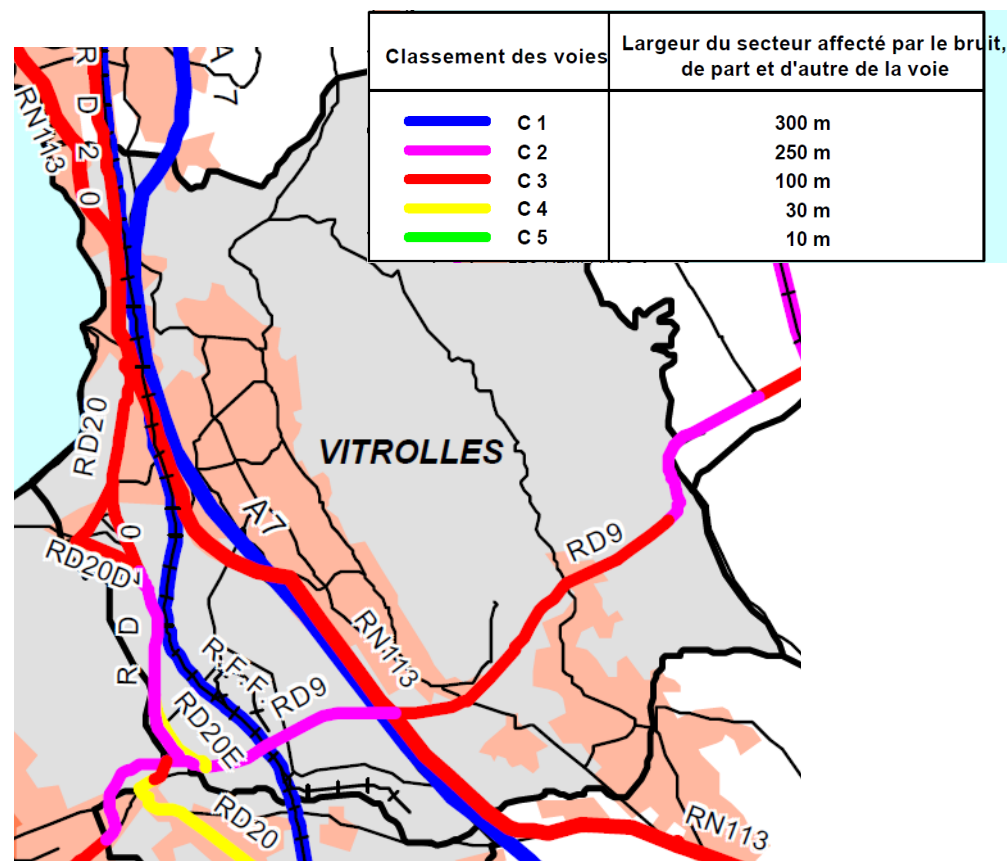 Classement des voies
Largeur du secteur affecté par le bruit,
de part et d'autre de la voie
C 1
300 m
C 2
250 m
C 3
100 m
C 4
30 m
C 5
10 m
RD20
RN113
A7
RD20
VITROLLES
A7
RD20D
RD9
RN113
R.F.F.
RD9
RD20E
RD20
RN113